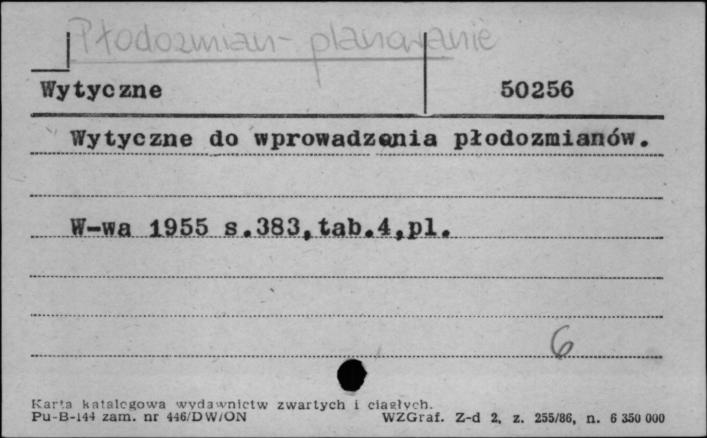 Płodozmian - planowanie
Wytyczne 50256
Wytyczne do wprowadzenia płodozmianów.
W-wa 1955 s.383,tab.4,pl.
6
Karta katalogowa wydawnictw zwartych i ciągłych.
Pu-B-144 zam. nr 446/DW/ON WZGraf. Z-d 2, z. 255/86, n. 6 350 000